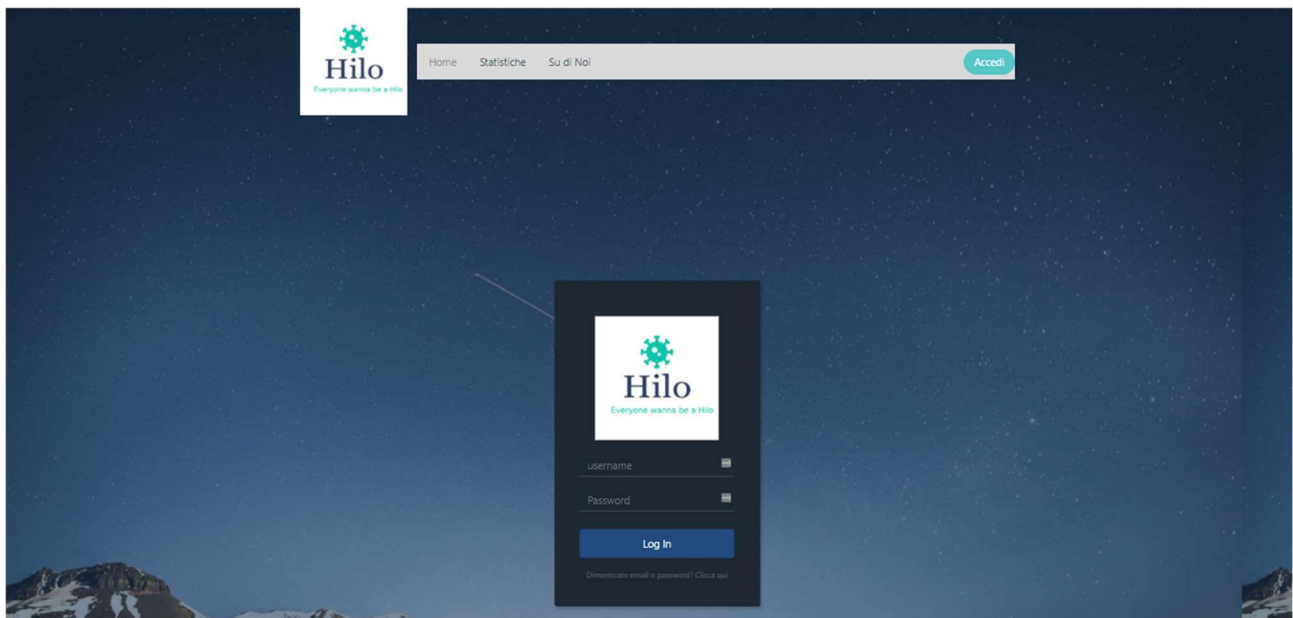 Hilo
Everyone wanna be a Hilo
Home Statistiche Su di Noi Accedi
Hilo
Everyone wanna be a Hilo
username
Password
Log In
Dimenticato email o password? Clicca qui